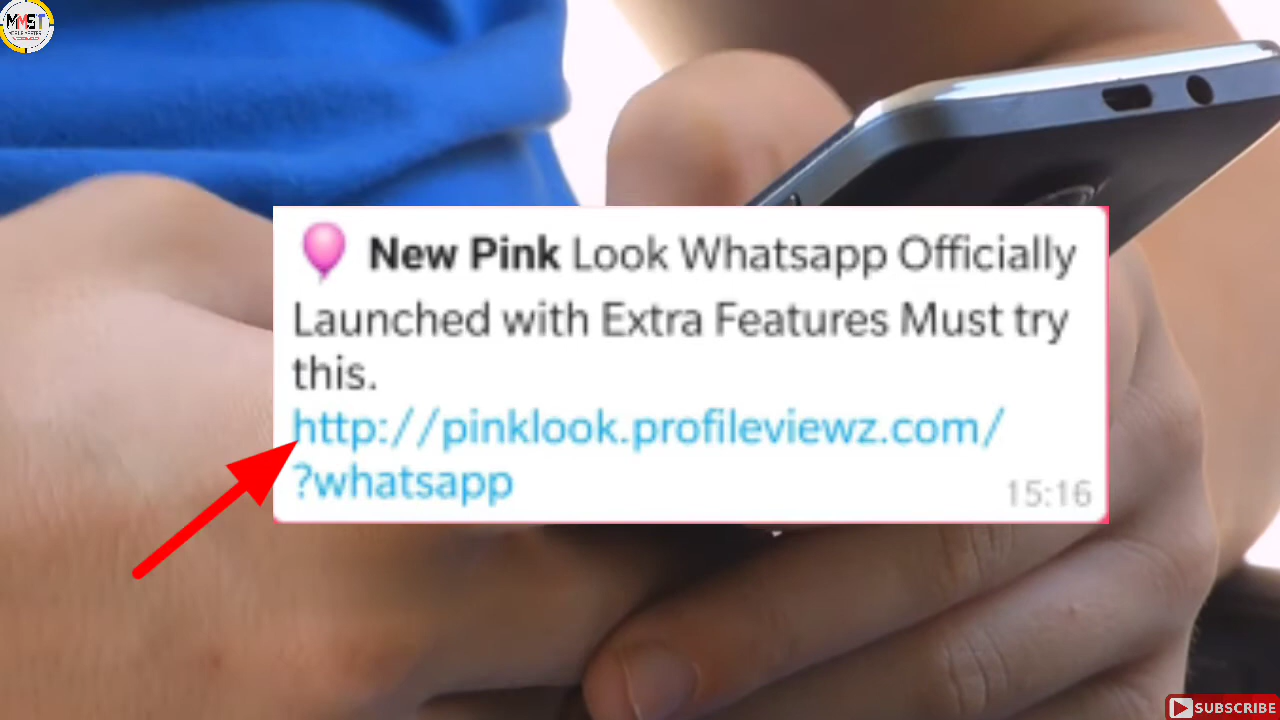 MMST
New Pink Look Whatsapp Officially
Launched with Extra Features Must try
this.
http://pinklook.profileviewz.com/
?whatsapp
15:16
SUBSCRIBE